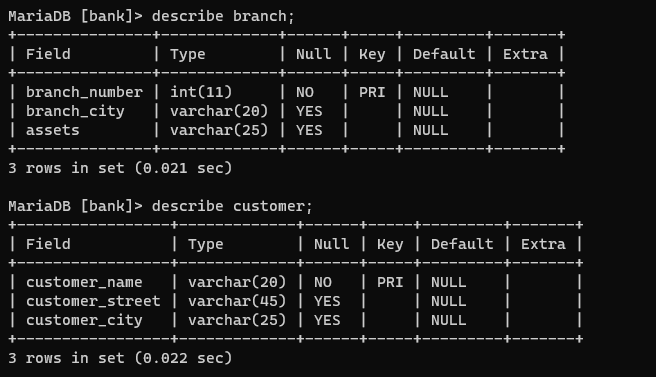 MariaDB [bank]> describe branch;
+---------------+-------------+------+-----+---------+-------+
| Field         | Type        | Null | Key | Default | Extra |
+---------------+-------------+------+-----+---------+-------+
| branch_number | int(11)     | NO   | PRI | NULL    |       |
| branch_city   | varchar(20) | YES  |     | NULL    |       |
| assets        | varchar(25) | YES  |     | NULL    |       |
+---------------+-------------+------+-----+---------+-------+
3 rows in set (0.021 sec)

MariaDB [bank]> describe customer;
+-----------------+-------------+------+-----+---------+-------+
| Field           | Type        | Null | Key | Default | Extra |
+-----------------+-------------+------+-----+---------+-------+
| customer_name   | varchar(20) | NO   | PRI | NULL    |       |
| customer_street | varchar(45) | YES  |     | NULL    |       |
| customer_city   | varchar(25) | YES  |     | NULL    |       |
+-----------------+-------------+------+-----+---------+-------+
3 rows in set (0.022 sec)